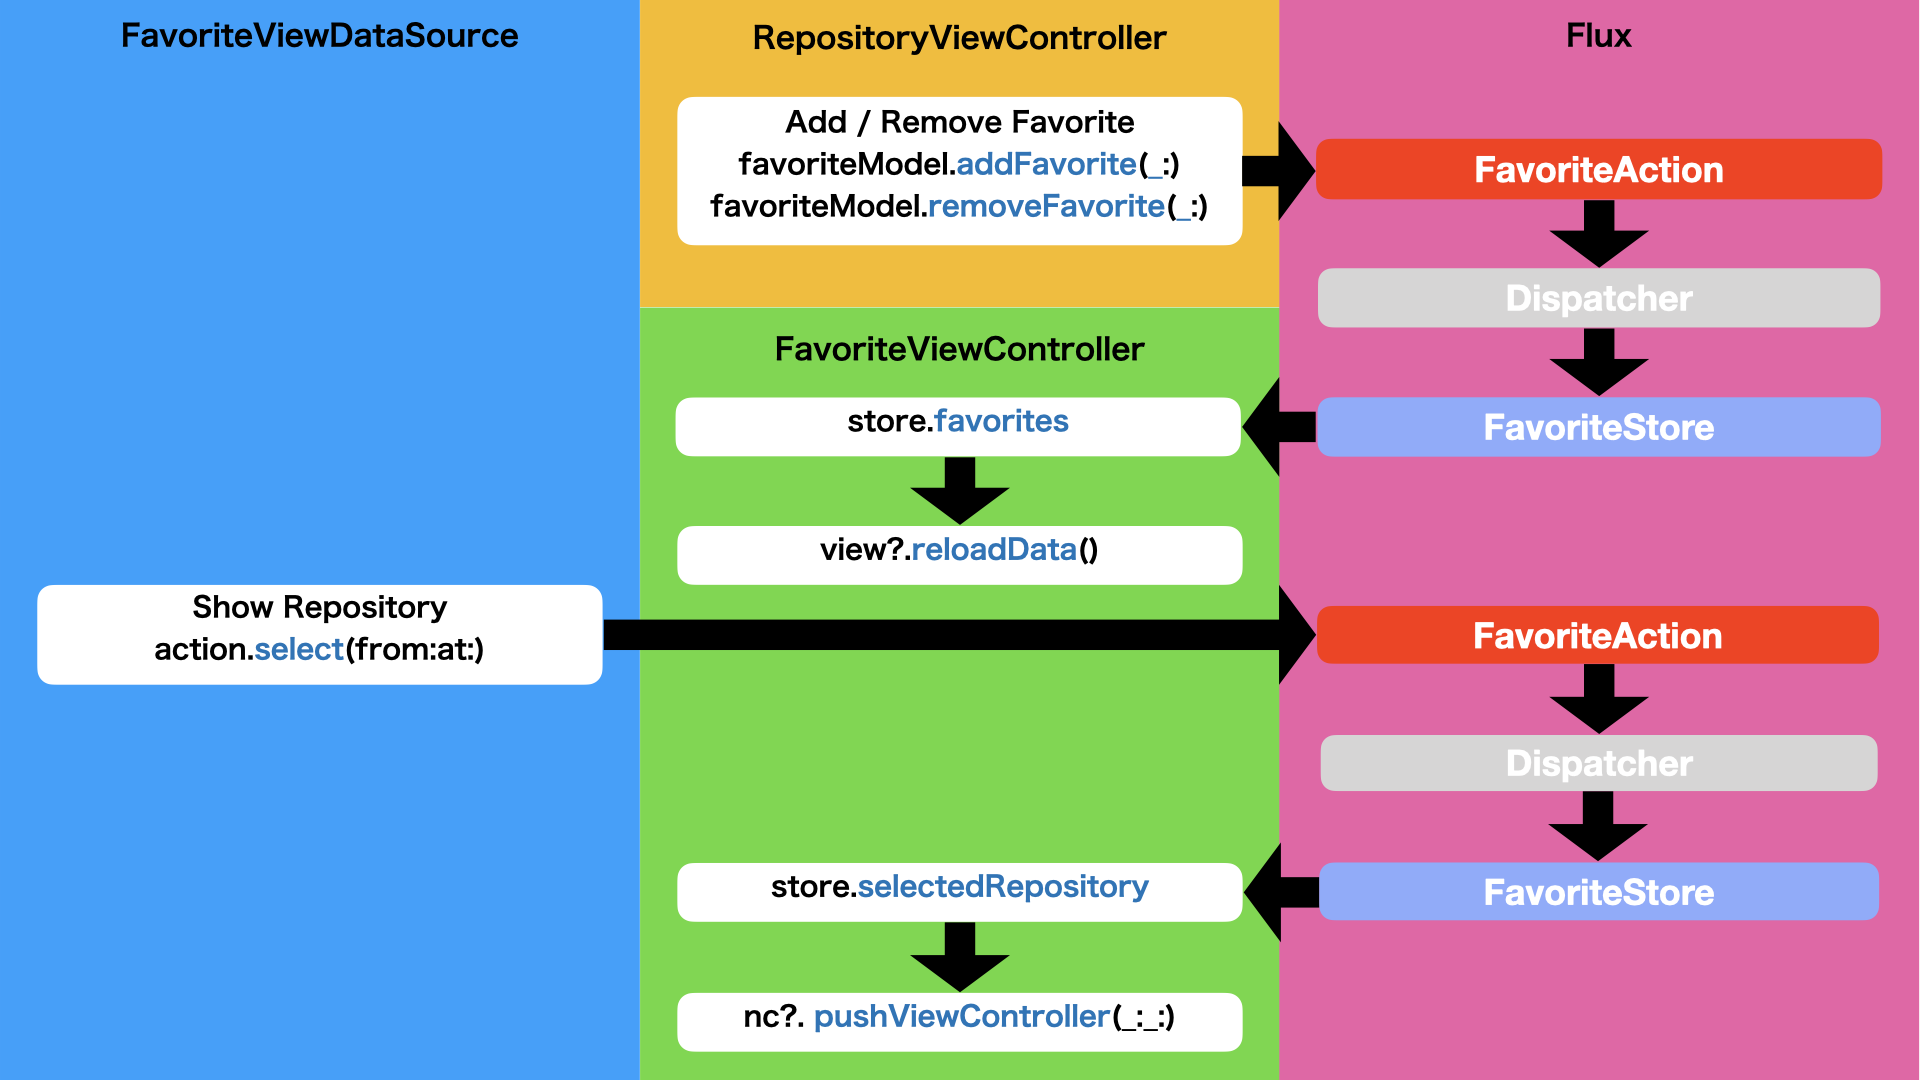 FavoriteViewDataSource
RepositoryViewController
Flux
Add / Remove Favorite
favoriteModel.addFavorite(_:)
favoriteModel.removeFavorite(_:)
FavoriteAction
Dispatcher
FavoriteViewController
store.favorites
FavoriteStore
view?.reloadData()
Show Repository
action.select(from:at:)
FavoriteAction
Dispatcher
store.selectedRepository
FavoriteStore
nc?. pushViewController(_:_:)